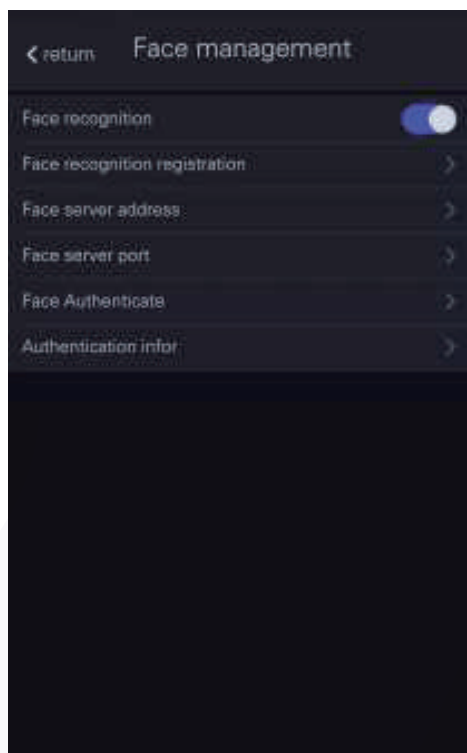 return Face management
Face recognition
Face recognition registration
Face server address
Face server port
Face Authenticate
Authentication infor